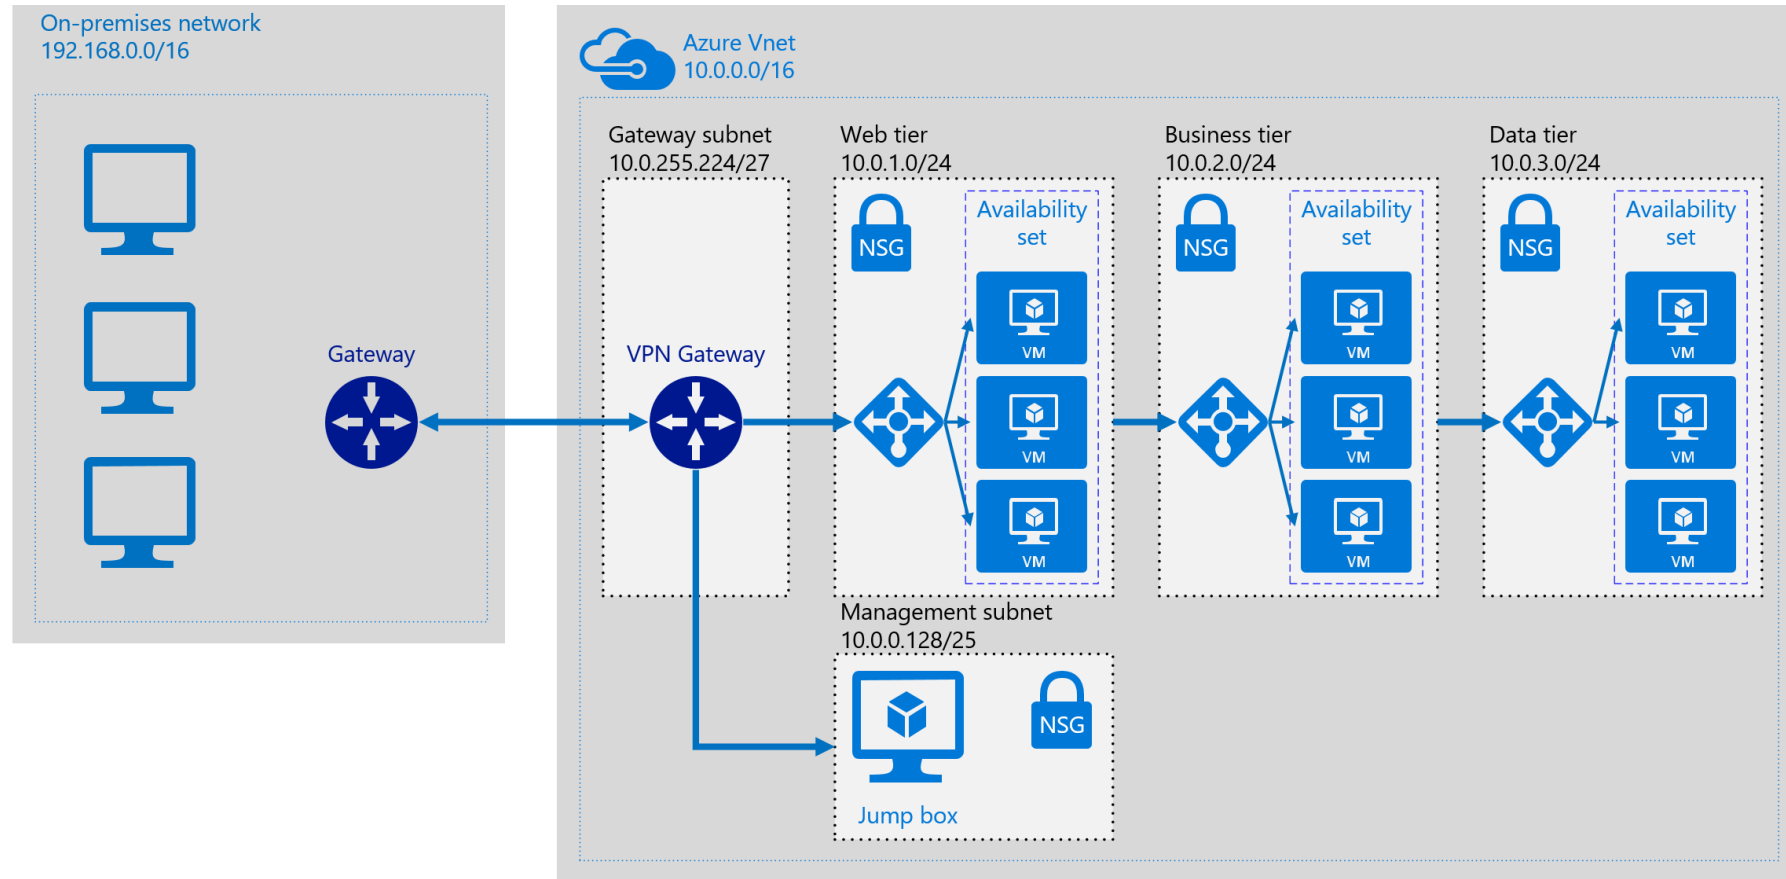 On-premises network
192.168.0.0/16
Gateway
Azure Vnet
10.0.0.0/16
Gateway subnet
10.0.255.224/27
VPN Gateway
Web tier
10.0.1.0/24
NSG
Availability
set
VM
VM
VM
Business tier
10.0.2.0/24
NSG
Availability
set
VM
VM
VM
Data tier
10.0.3.0/24
NSG
Availability
set
VM
VM
VM
Management subnet
10.0.0.128/25
NSG
Jump box